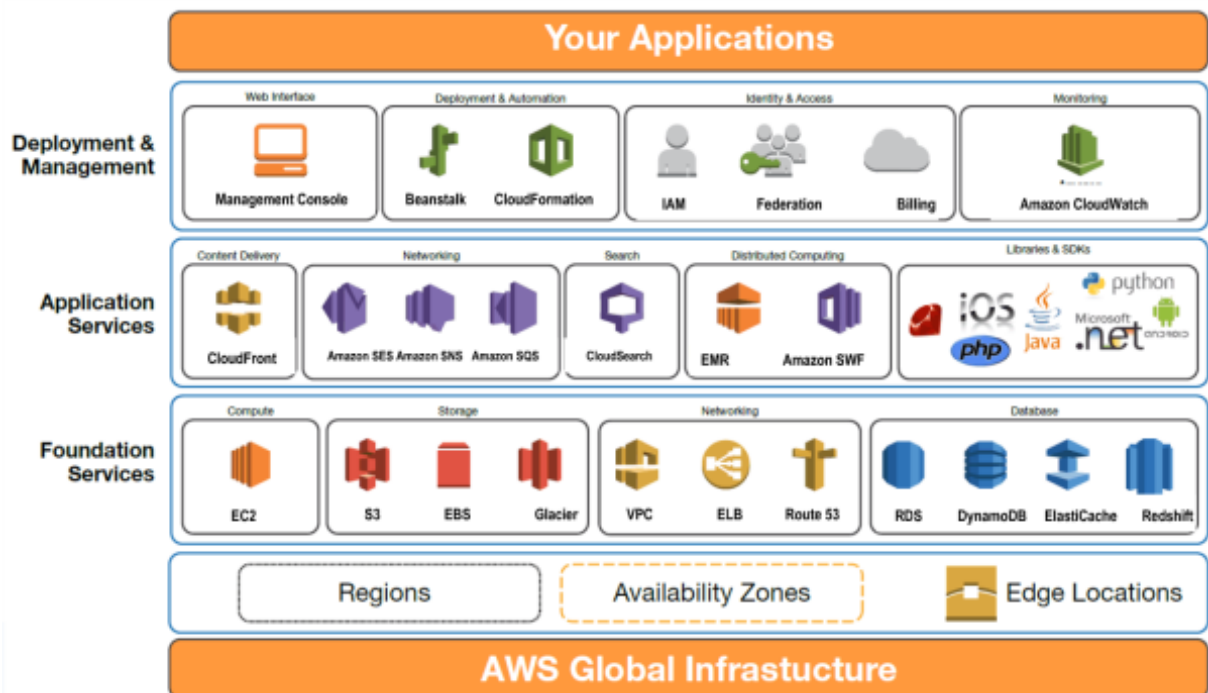 Your Applications
Deployment &
Management
Web Interface
Deployment & Automation
Identity & Access
Monitoring
Management Console
Beanstalk
CloudFormation
IAM
Federation
Billing
Amazon CloudWatch
Application
Services
Content Delivery
Networking
Search
Distributed Computing
Libraries & SDKs
CloudFront
Amazon SES
Amazon SNS
Amazon SQS
CloudSearch
EMR
Amazon SWF
iOS
php
Java
python
Microsoft
.net
android
Foundation
Services
Compute
Storage
Networking
Database
EC2
S3
EBS
Glacier
VPC
ELB
Route 53
RDS
DynamoDB
ElastiCache
Redshift
Regions
Availability Zones
Edge Locations
AWS Global Infrastucture